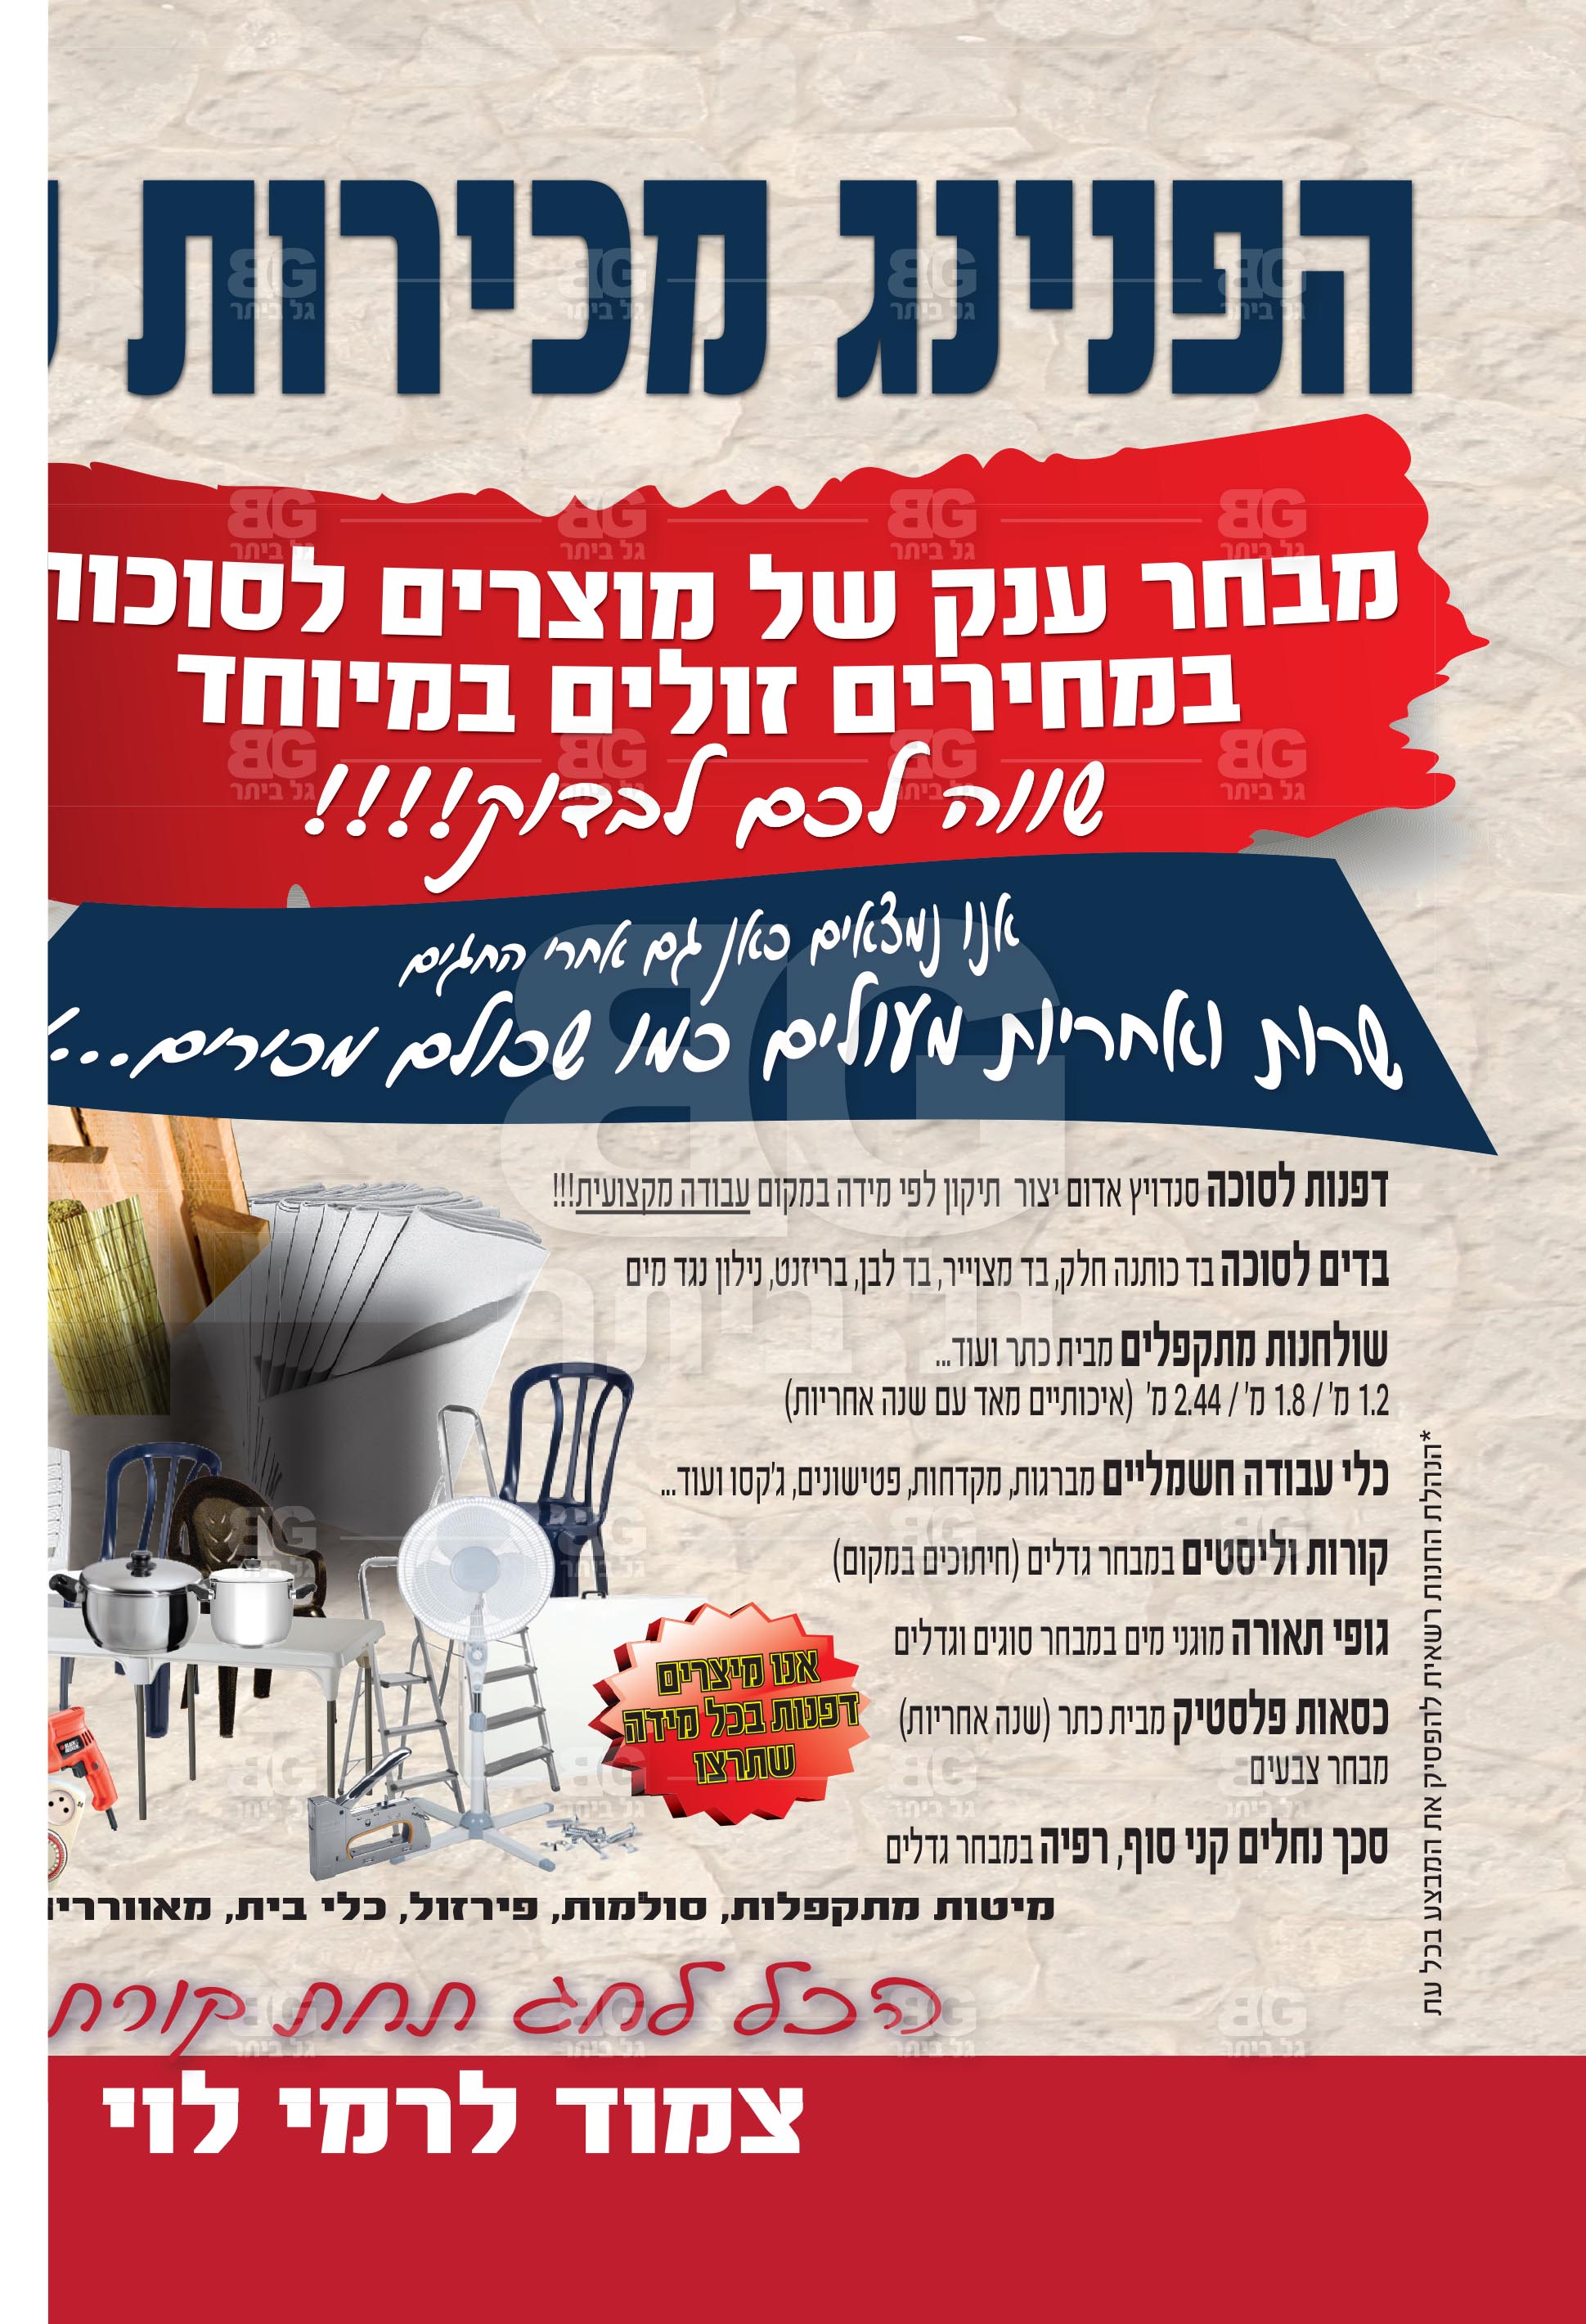 הפנינג מכירות
מבחר ענק של מוצרים לסוכות
במחירים זולים במיוחד
שווה לכם לבדוק!!!!
אנו נמצאים כאן גם אחרי החגים
שרות ואחריות מעולים כמו שכולם מכירים...
דפנות לסוכה סנדויץ אדום יצור תיקון לפי מידה במקום עבודה מקצועית!!!
בדים לסוכה בד כותנה חלק, בד מצוייר, בד לבן, בריזנט, נילון נגד מים
שולחנות מתקפלים מבית כתר ועוד...
1.2 מ' / 1.8 מ' / 2.44 מ' (איכותיים מאד עם שנה אחריות)
כלי עבודה חשמליים מברגות, מקדחות, פטישונים, ג'קסו ועוד...
קורות וליסטים במבחר גדלים (חיתוכים במקום)
גופי תאורה מוגני מים במבחר סוגים וגדלים
כסאות פלסטיק מבית כתר (שנה אחריות)
מבחר צבעים
סכך נחלים קני סוף, רפיה במבחר גדלים
אנו מיצרים
דפנות בכל מידה
שתרצו
*הנהלת החנות רשאית להפסיק את המבצע בכל עת
מיטות מתקפלות, סולמות, פירזול, כלי בית, מאוורריו
הכל לחג תחת קורת
צמוד לרמי לוי
BG
גל ביתר